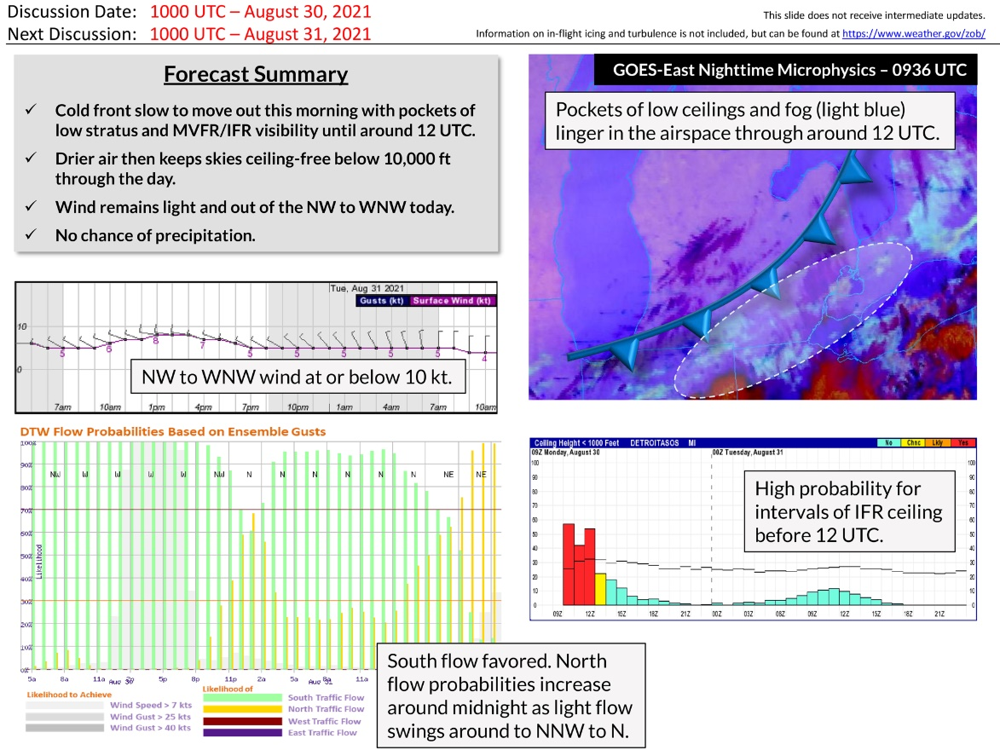 Discussion Date: 1000 UTC – August 30, 2021
Next Discussion: 1000 UTC – August 31, 2021
This slide does not receive intermediate updates.
Information on in-flight icing and turbulence is not included, but can be found at https://www.weather.gov/zob/
Forecast Summary
✓ Cold front slow to move out this morning with pockets of
low stratus and MVFR/IFR visibility until around 12 UTC.
✓ Drier air then keeps skies ceiling-free below 10,000 ft
through the day.
✓ Wind remains light and out of the NW to WNW today.
✓ No chance of precipitation.
GOES-East Nighttime Microphysics – 0936 UTC
Pockets of low ceilings and fog (light blue)
linger in the airspace through around 12 UTC.
Tue, Aug 31 2021
Gusts (kt) Surface Wind (kt)
10
5 6 8 7 5 5 5 5 5 4
0
NW to WNW wind at or below 10 kt.
7am 10am 1pm 4pm 7pm 10pm 1am 4am 7am 10am
DTW Flow Probabilities Based on Ensemble Gusts
100%
90%
NW W W W W NW N N N N N N NE NE
80%
70%
60%
50%
Likelihood
40%
30%
20%
10%
0%
5a 8a 11a 2p 5p 8p 11p 2a 5a 8a 11a
Aug 30 Aug 31
Likelihood to Achieve
Wind Speed > 7 kts
Wind Gust > 25 kts
Wind Gust > 40 kts
Likelihood of
South Traffic Flow
North Traffic Flow
West Traffic Flow
East Traffic Flow
South flow favored. North
flow probabilities increase
around midnight as light flow
swings around to NNW to N.
Ceiling Height < 1000 Feet DETROITASOS MI
No Chnc Lkly Yes
09Z Monday, August 30 00Z Tuesday, August 31
100 100
90 90
80 80
70 70
60 60
50 50
40 40
30 30
20 20
10 10
0 0
High probability for
intervals of IFR ceiling
before 12 UTC.
09Z 12Z 15Z 18Z 21Z 00Z 03Z 06Z 09Z 12Z 15Z 18Z 21Z